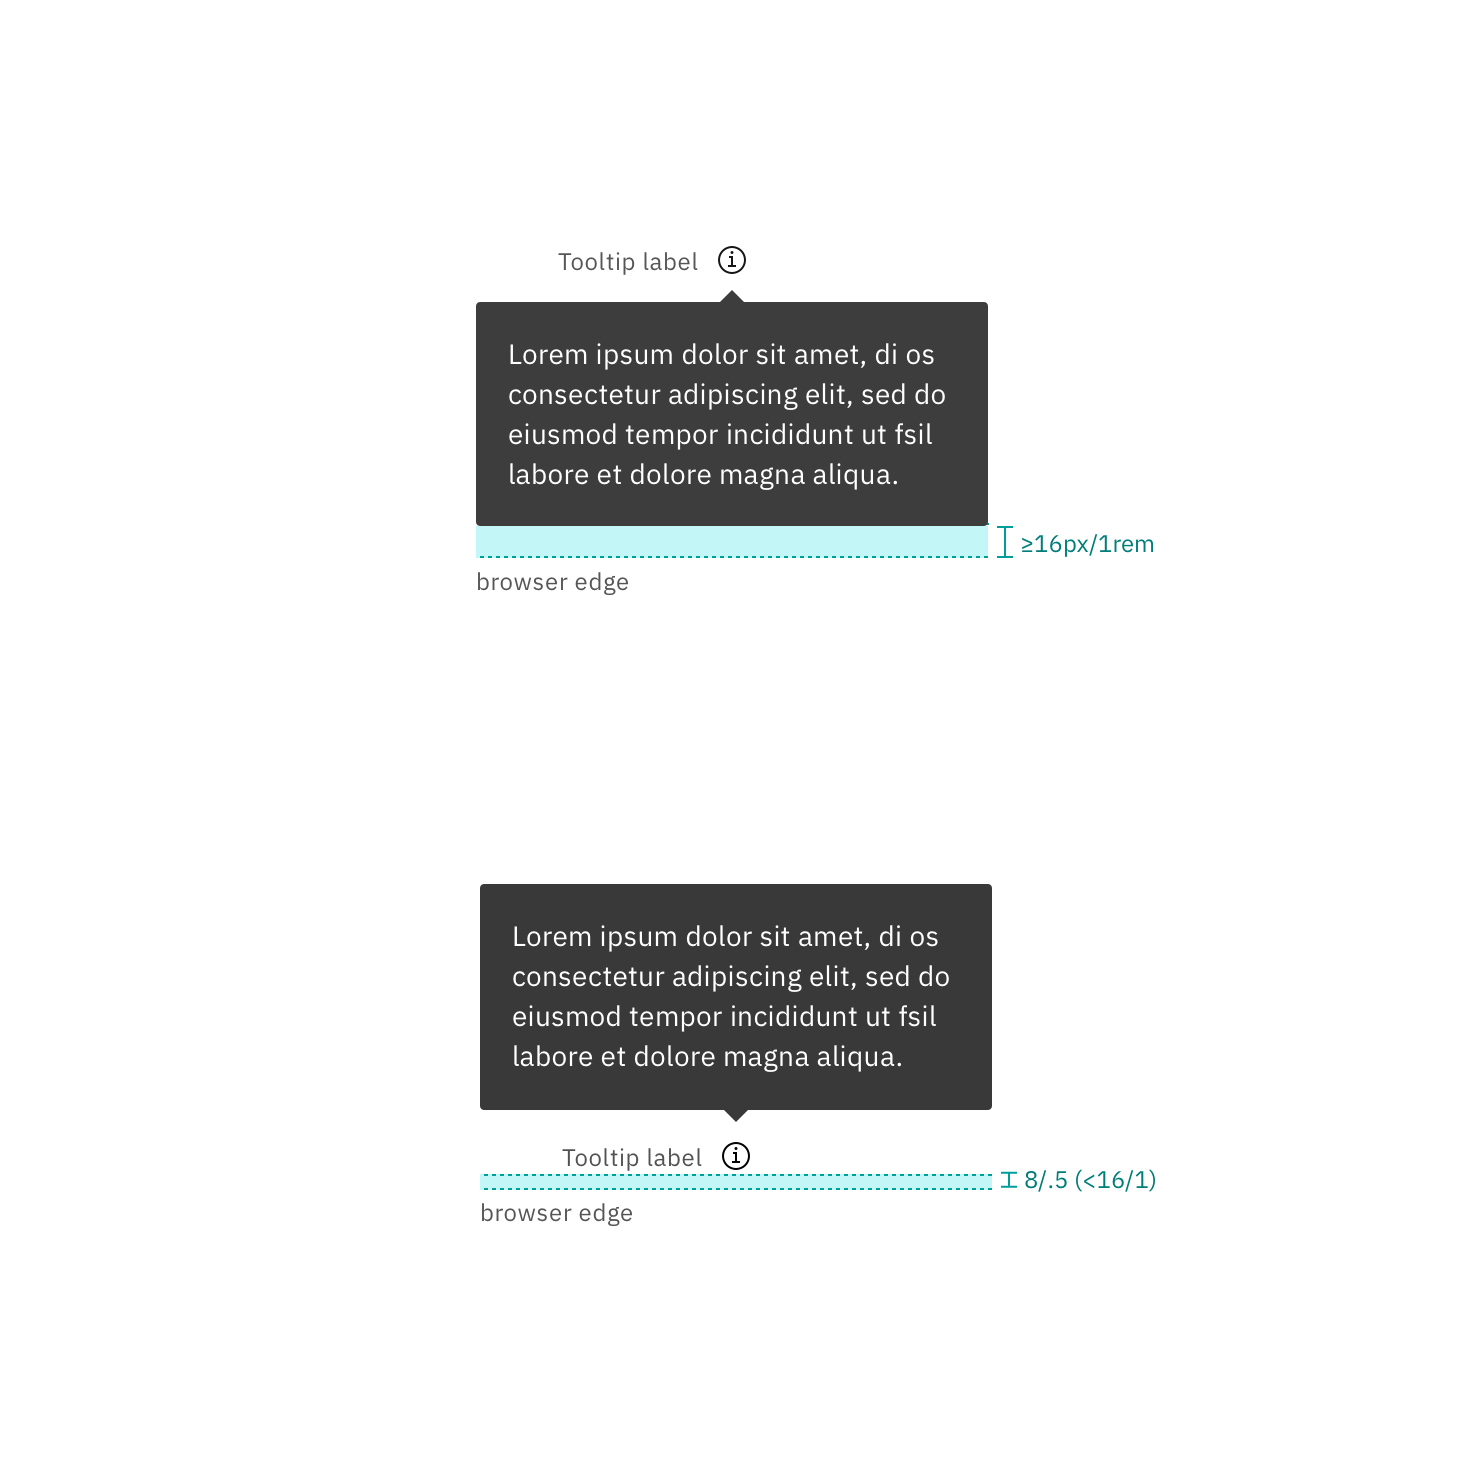 Tooltip label
Lorem ipsum dolor sit amet, di os
consectetur adipiscing elit, sed do
eiusmod tempor incididunt ut fsil
labore et dolore magna aliqua.
≥16px/1rem
browser edge
Lorem ipsum dolor sit amet, di os
consectetur adipiscing elit, sed do
eiusmod tempor incididunt ut fsil
labore et dolore magna aliqua.
Tooltip label
8/.5 (<16/1)
browser edge